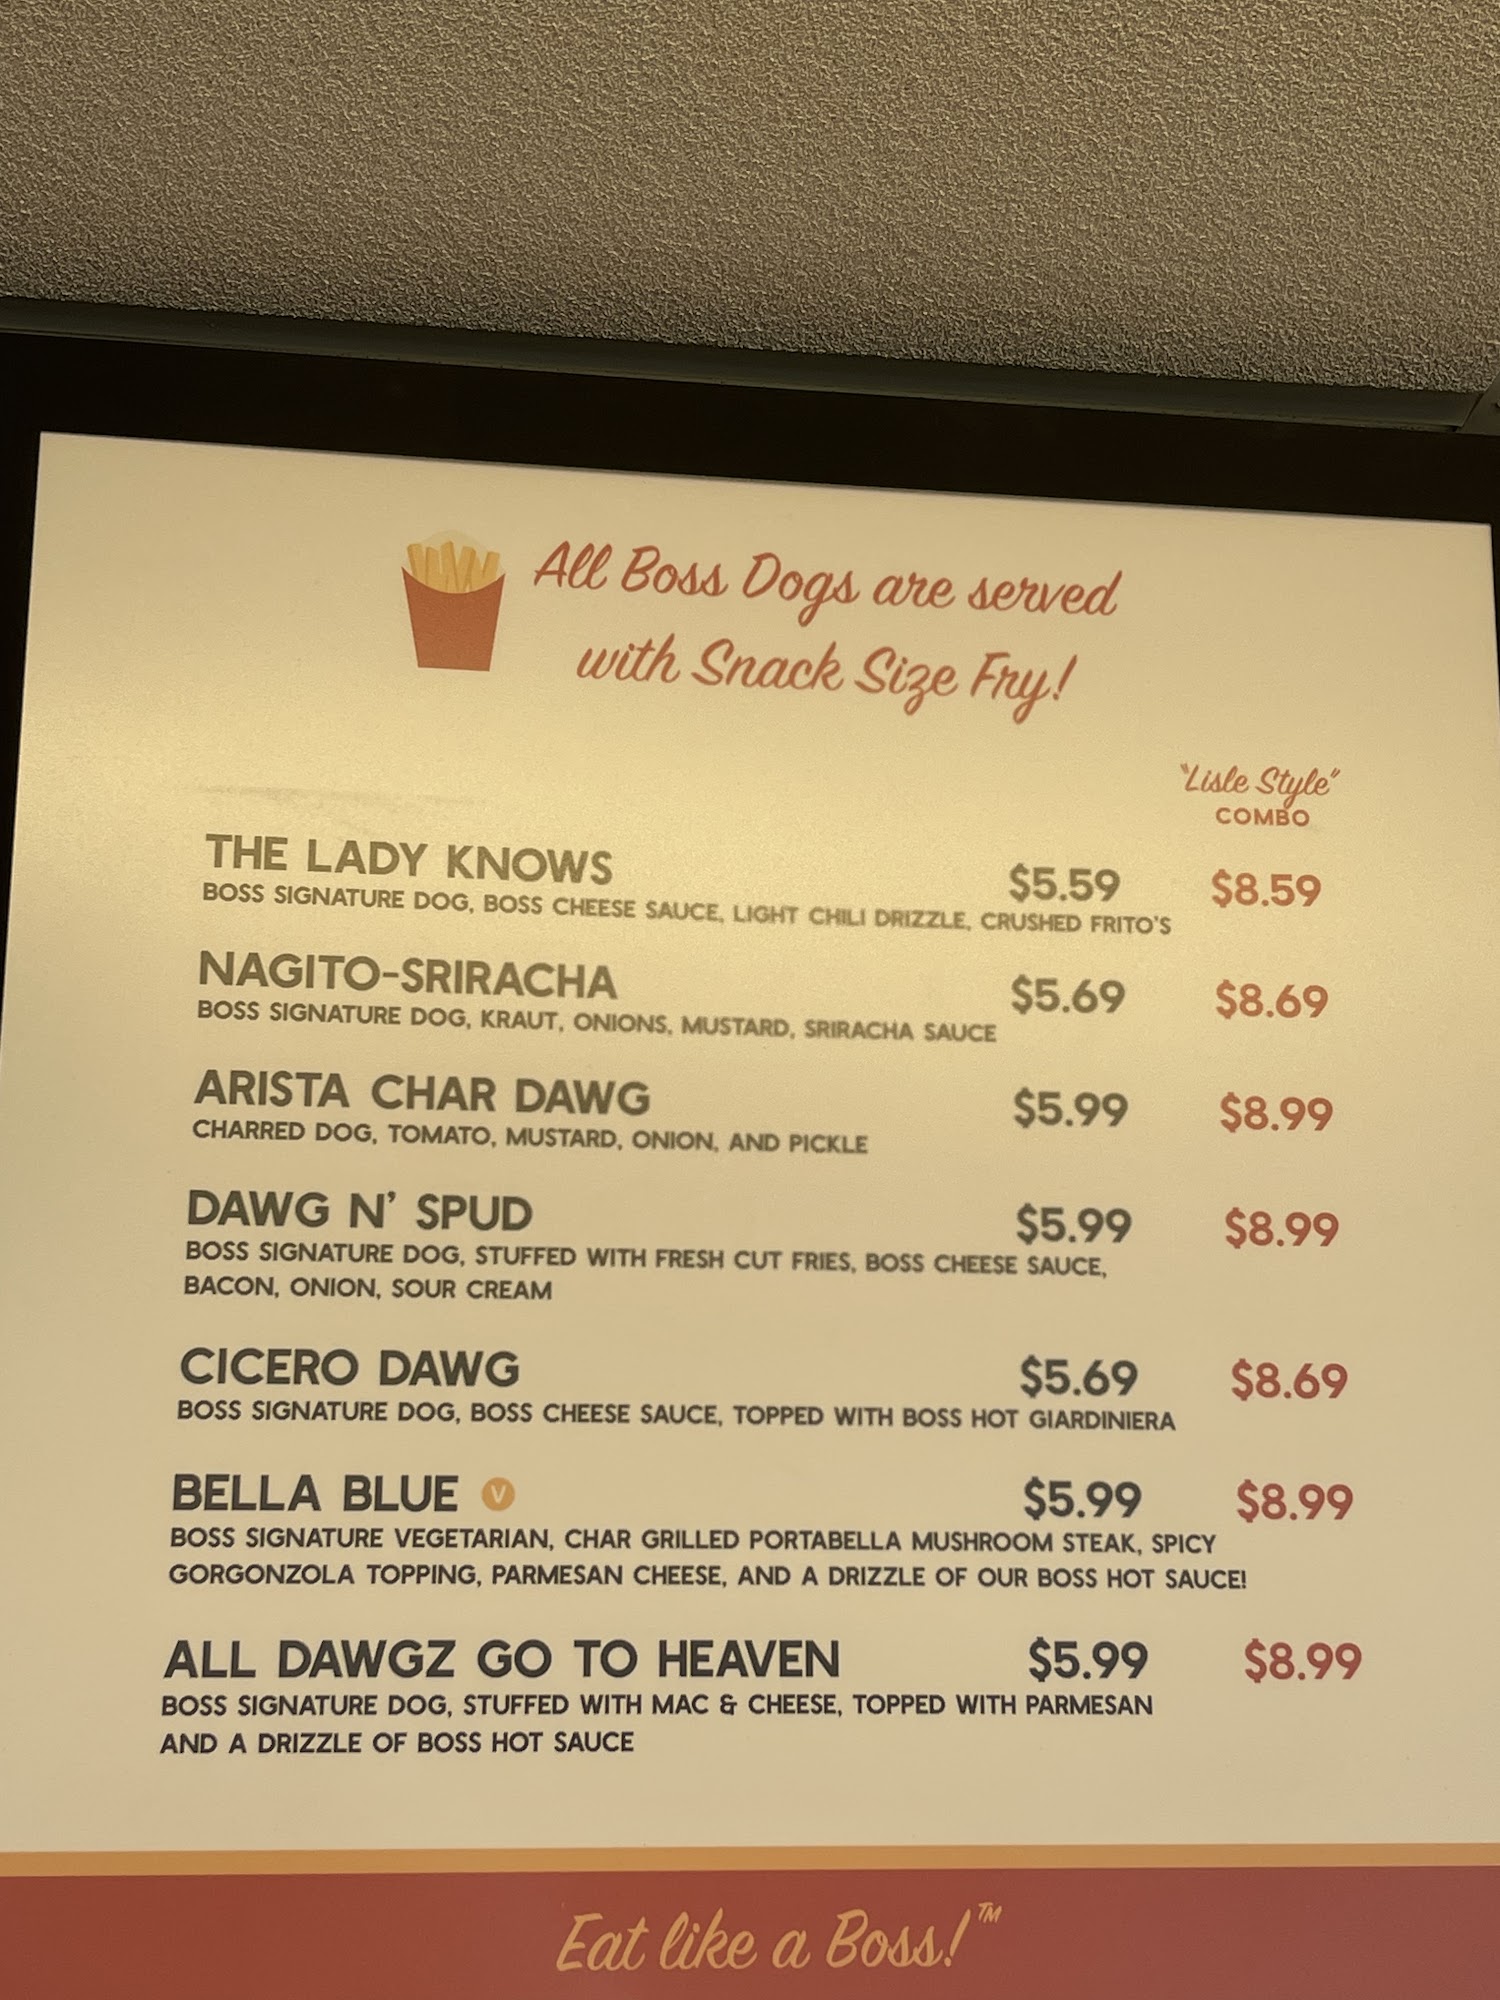 All Boss Dogs are served
with Snack Size Fry!
"Lisle Style"
COMBO
THE LADY KNOWS $5.59 $8.59
BOSS SIGNATURE DOG, BOSS CHEESE SAUCE, LIGHT CHILI DRIZZLE, CRUSHED FRITO'S
NAGITO-SRIRACHA $5.69 $8.69
BOSS SIGNATURE DOG, KRAUT, ONIONS, MUSTARD, SRIRACHA SAUCE
ARISTA CHAR DAWG $5.99 $8.99
CHARRED DOG, TOMATO, MUSTARD, ONION, AND PICKLE
DAWG N' SPUD $5.99 $8.99
BOSS SIGNATURE DOG, STUFFED WITH FRESH CUT FRIES, BOSS CHEESE SAUCE,
BACON, ONION, SOUR CREAM
CICERO DAWG $5.69 $8.69
BOSS SIGNATURE DOG, BOSS CHEESE SAUCE, TOPPED WITH BOSS HOT GIARDINIERA
BELLA BLUE V $5.99 $8.99
BOSS SIGNATURE VEGETARIAN, CHAR GRILLED PORTABELLA MUSHROOM STEAK, SPICY
GORGONZOLA TOPPING, PARMESAN CHEESE, AND A DRIZZLE OF OUR BOSS HOT SAUCE!
ALL DAWGZ GO TO HEAVEN $5.99 $8.99
BOSS SIGNATURE DOG, STUFFED WITH MAC & CHEESE, TOPPED WITH PARMESAN
AND A DRIZZLE OF BOSS HOT SAUCE
Eat like a Boss!™